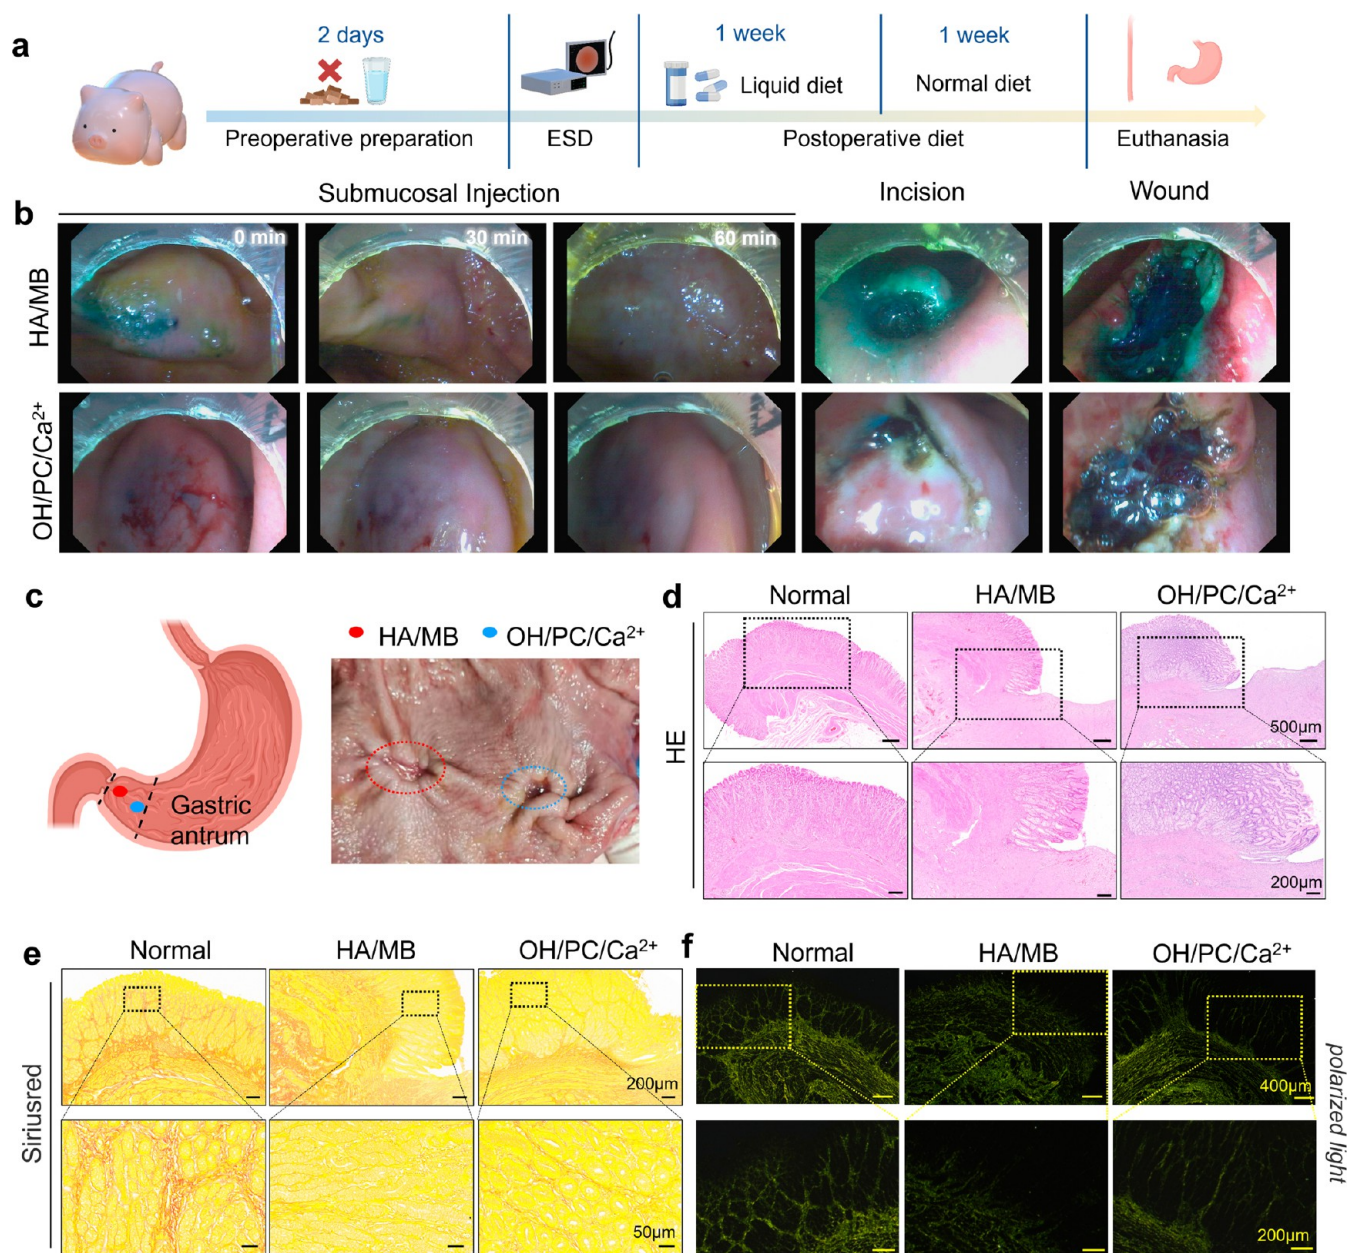 a
2 days
1 week
1 week
Liquid diet
Normal diet
Preoperative preparation
ESD
Postoperative diet
Euthanasia
b
Submucosal Injection
Incision
Wound
HA/MB
0 min
30 min
60 min
OH/PC/Ca²⁺
c
HA/MB
OH/PC/Ca²⁺
Gastric
antrum
d
Normal
HA/MB
OH/PC/Ca²⁺
HE
500μm
200μm
e
Normal
HA/MB
OH/PC/Ca²⁺
Siriusred
200μm
50μm
f
Normal
HA/MB
OH/PC/Ca²⁺
400μm
200μm
polarized light